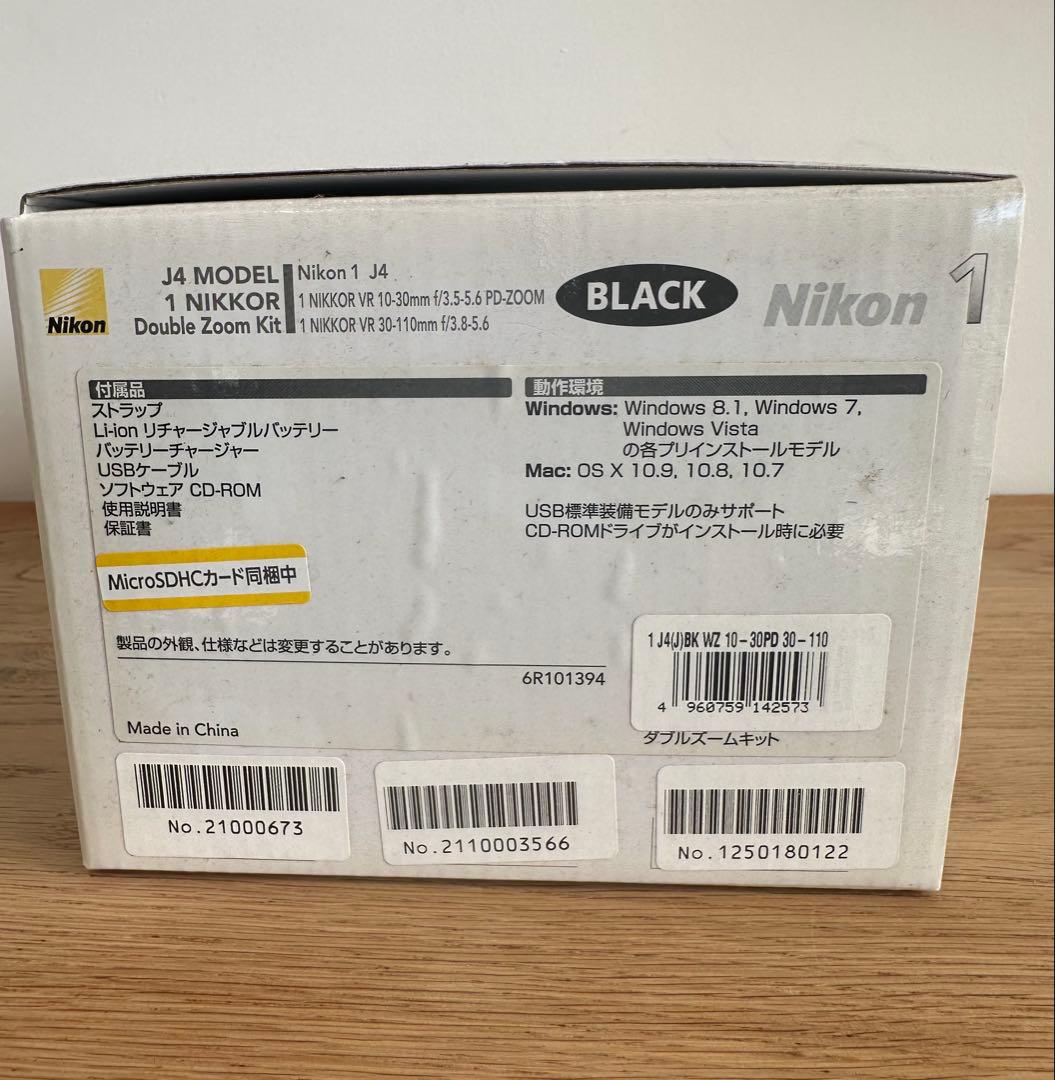 Nikon
J4 MODEL
1 NIKKOR
Double Zoom Kit
Nikon 1 J4
1 NIKKOR VR 10-30mm f/3.5-5.6 PD-ZOOM
1 NIKKOR VR 30-110mm f/3.8-5.6
BLACK
Nikon 1
付属品
ストラップ
Li-ion リチャージャブルバッテリー
バッテリーチャージャー
USBケーブル
ソフトウェア CD-ROM
使用説明書
保証書
MicroSDHCカード同梱中
動作環境
Windows: Windows 8.1, Windows 7,
Windows Vista
の各プリインストールモデル
Mac: OS X 10.9, 10.8, 10.7
USB標準装備モデルのみサポート
CD-ROMドライブがインストール時に必要
製品の外観、仕様などは変更することがあります。
6R101394
Made in China
1 J4(J)BK WZ 10-30PD 30-110
4 960759 142573
ダブルズームキット
No.21000673
No.2110003566
No.1250180122